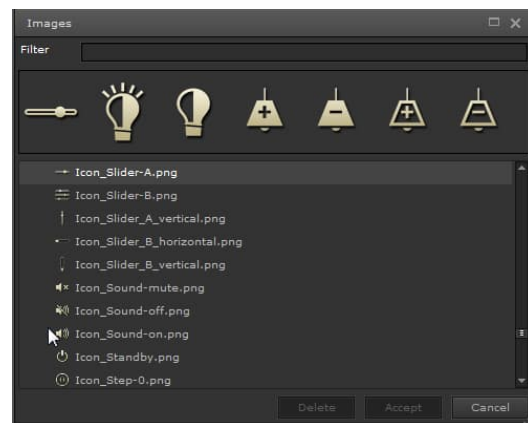 Images
Filter
Icon_Slider-A.png
Icon_Slider-B.png
Icon_Slider_A_vertical.png
Icon_Slider_B_horizontal.png
Icon_Slider_B_vertical.png
Icon_Sound-mute.png
Icon_Sound-off.png
Icon_Sound-on.png
Icon_Standby.png
Icon_Step-0.png
Delete Accept Cancel